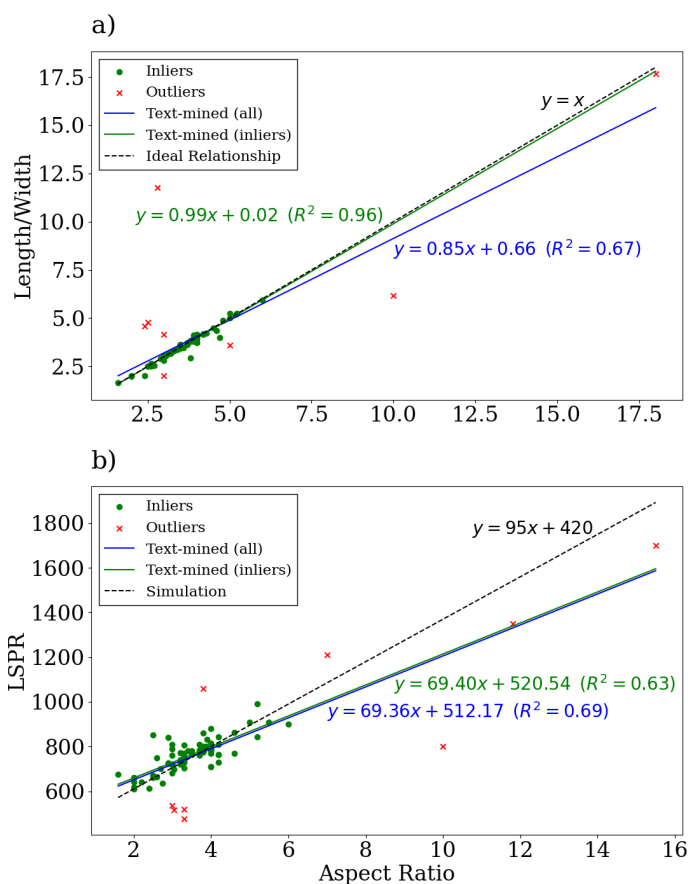 a)
17.5
15.0
12.5
10.0
7.5
5.0
2.5
Length/Width
Inliers
Outliers
Text-mined (all)
Text-mined (inliers)
Ideal Relationship
y = x
y = 0.99x + 0.02 (R² = 0.96)
y = 0.85x + 0.66 (R² = 0.67)
2.5 5.0 7.5 10.0 12.5 15.0 17.5
b)
1800
1600
1400
1200
1000
800
600
LSPR
Inliers
Outliers
Text-mined (all)
Text-mined (inliers)
Simulation
y = 95x + 420
y = 69.40x + 520.54 (R² = 0.63)
y = 69.36x + 512.17 (R² = 0.69)
2 4 6 8 10 12 14 16
Aspect Ratio